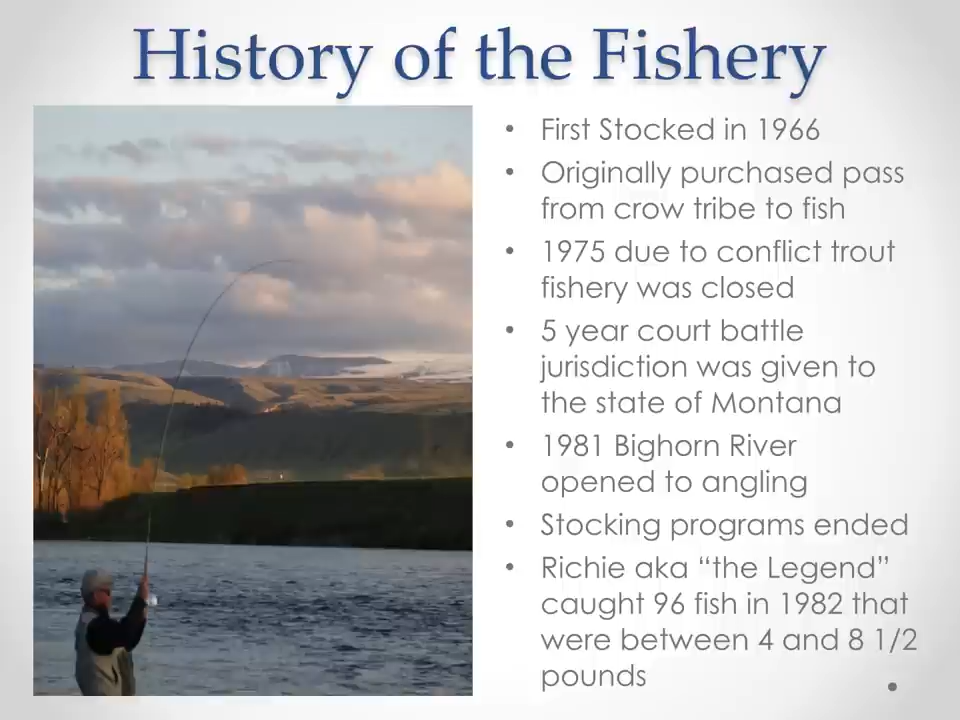 History of the Fishery
• First Stocked in 1966
• Originally purchased pass
from crow tribe to fish
• 1975 due to conflict trout
fishery was closed
• 5 year court battle
jurisdiction was given to
the state of Montana
• 1981 Bighorn River
opened to angling
• Stocking programs ended
• Richie aka “the Legend”
caught 96 fish in 1982 that
were between 4 and 8 1/2
pounds